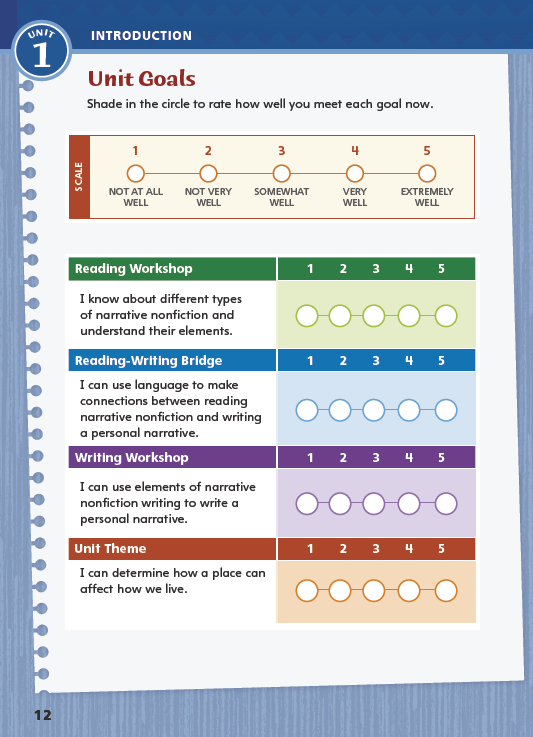 UNIT
1
INTRODUCTION
Unit Goals
Shade in the circle to rate how well you meet each goal now.
SCALE
1 2 3 4 5
NOT AT ALL WELL
NOT VERY WELL
SOMEWHAT WELL
VERY WELL
EXTREMELY WELL
Reading Workshop 1 2 3 4 5
I know about different types
of narrative nonfiction and
understand their elements.
Reading-Writing Bridge 1 2 3 4 5
I can use language to make
connections between reading
narrative nonfiction and writing
a personal narrative.
Writing Workshop 1 2 3 4 5
I can use elements of narrative
nonfiction writing to write a
personal narrative.
Unit Theme 1 2 3 4 5
I can determine how a place can
affect how we live.
12